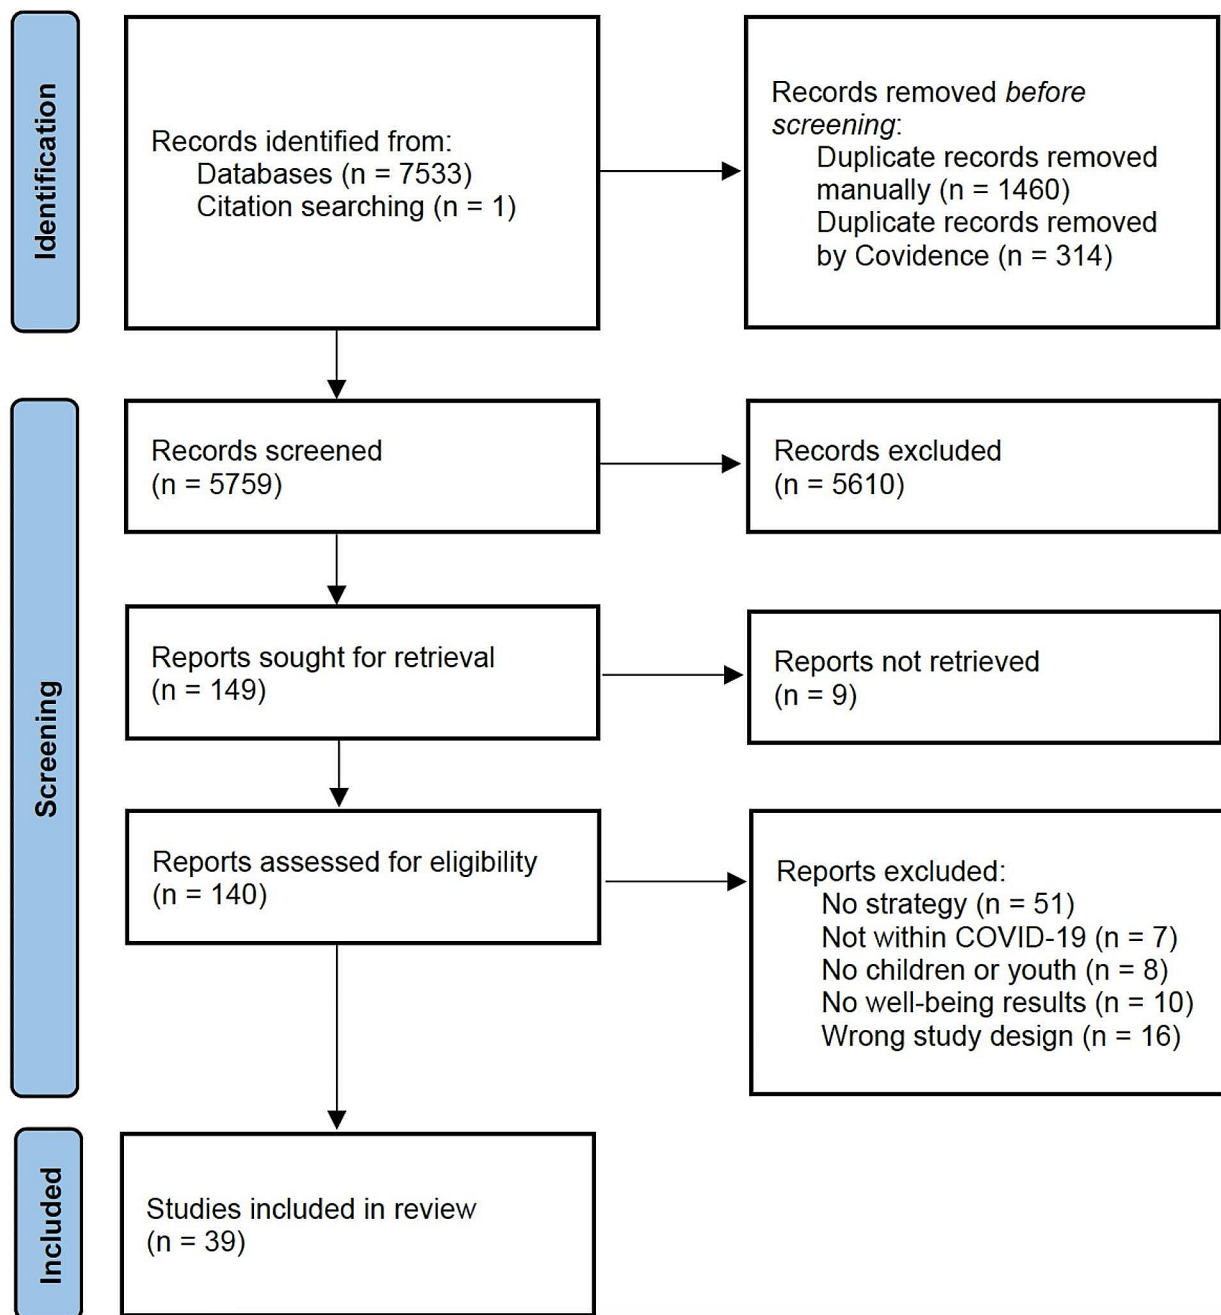 Identification
Records identified from:
Databases (n = 7533)
Citation searching (n = 1)
Records removed before
screening:
Duplicate records removed
manually (n = 1460)
Duplicate records removed
by Covidence (n = 314)
Screening
Records screened
(n = 5759)
Records excluded
(n = 5610)
Reports sought for retrieval
(n = 149)
Reports not retrieved
(n = 9)
Reports assessed for eligibility
(n = 140)
Reports excluded:
No strategy (n = 51)
Not within COVID-19 (n = 7)
No children or youth (n = 8)
No well-being results (n = 10)
Wrong study design (n = 16)
Included
Studies included in review
(n = 39)